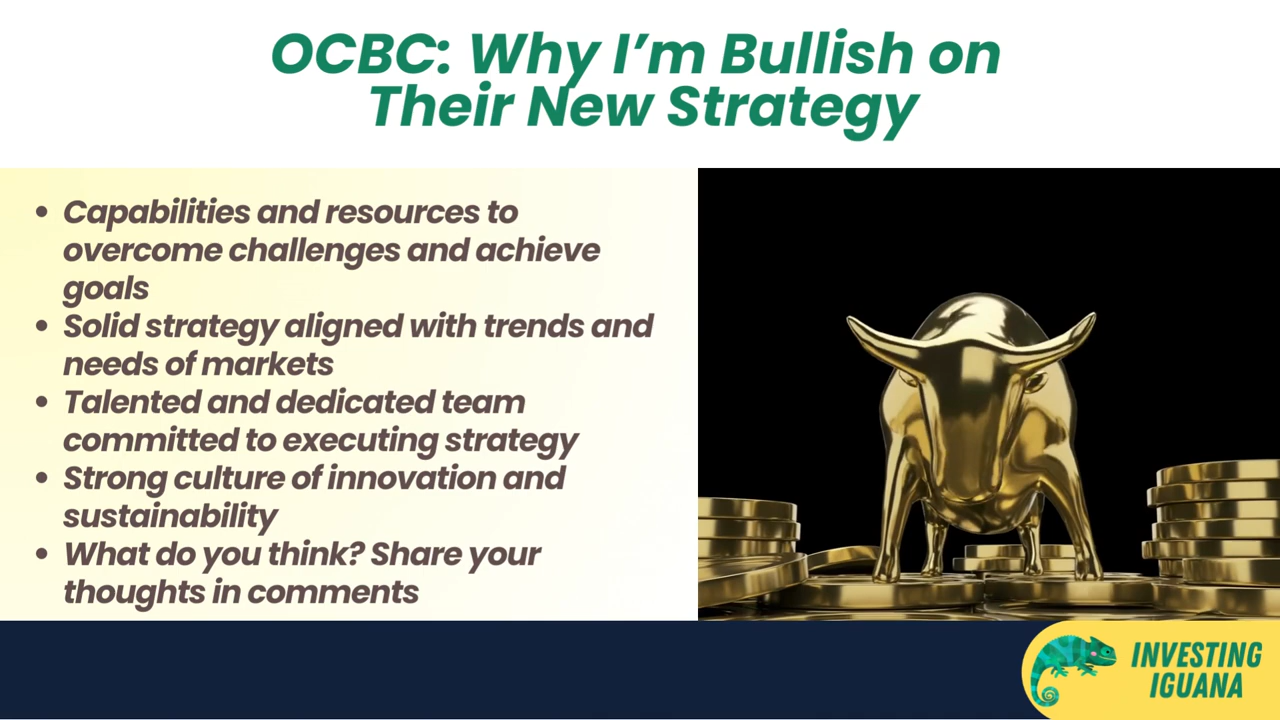 OCBC: Why I’m Bullish on
Their New Strategy
• Capabilities and resources to
overcome challenges and achieve
goals
• Solid strategy aligned with trends and
needs of markets
• Talented and dedicated team
committed to executing strategy
• Strong culture of innovation and
sustainability
• What do you think? Share your
thoughts in comments
INVESTING
IGUANA